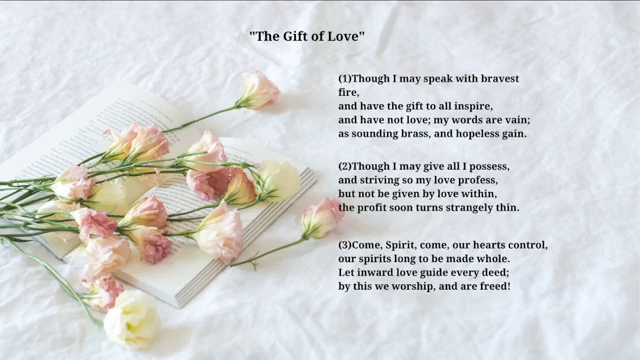 "The Gift of Love"
(1)Though I may speak with bravest
fire,
and have the gift to all inspire,
and have not love; my words are vain;
as sounding brass, and hopeless gain.
(2)Though I may give all I possess,
and striving so my love profess,
but not be given by love within,
the profit soon turns strangely thin.
(3)Come, Spirit, come, our hearts control,
our spirits long to be made whole.
Let inward love guide every deed;
by this we worship, and are freed!